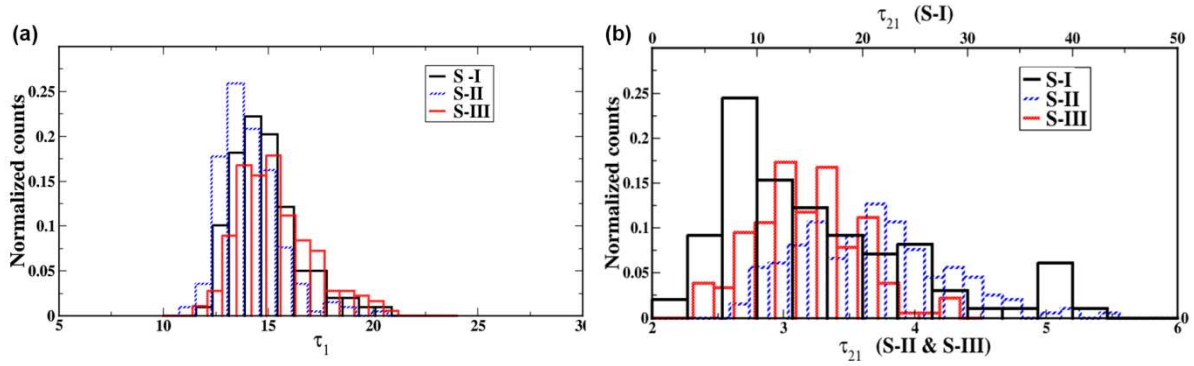 (a)
Normalized counts
0.25
0.2
0.15
0.1
0.05
0
5
10
15
20
25
30
τ1
S -I
S-II
S-III
(b)
τ21 (S-I)
0
10
20
30
40
50
Normalized counts
0.25
0.2
0.15
0.1
0.05
0
2
3
4
5
6
0
τ21 (S-II & S-III)
S-I
S-II
S-III